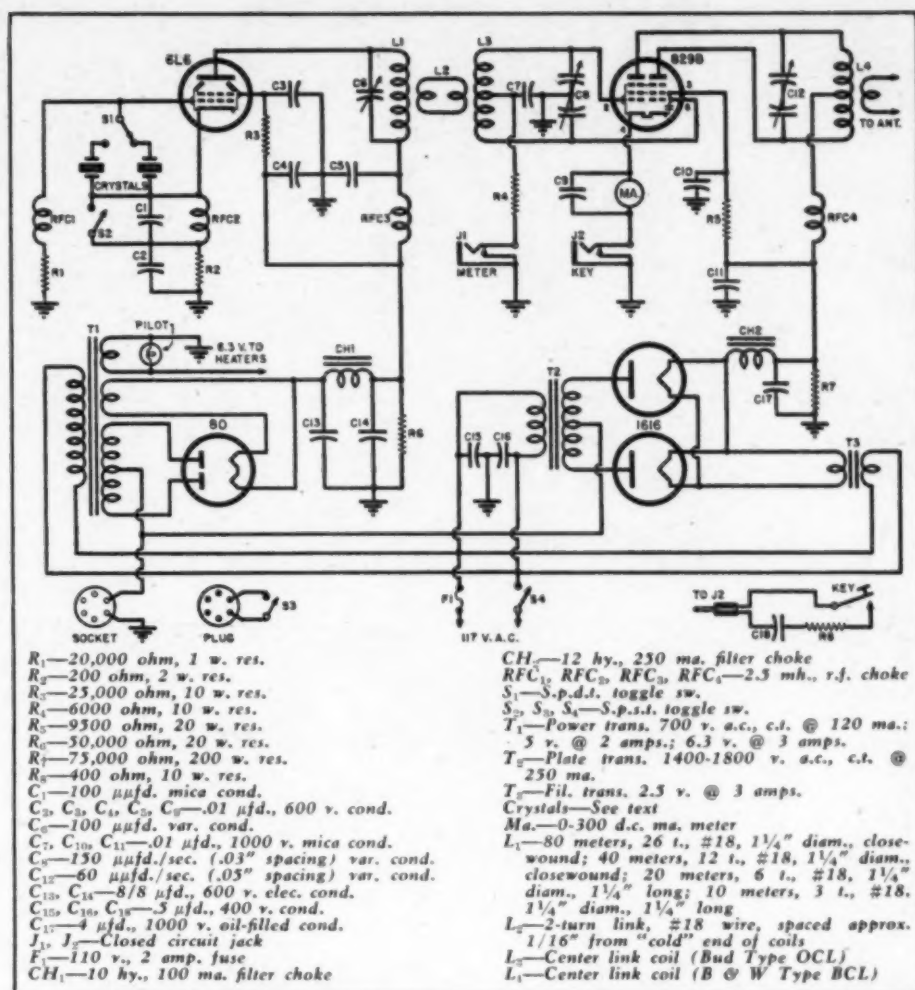 6L6
L1
L3
829B
L4
C3
C6
L2
C7
C8
C12
S1
R3
2
5
6
4
TO ANT.
CRYSTALS
C4
C5
R4
C9
MA
C10
R5
RFC1
S2
C1
RFC2
RFC3
RFC4
J1
J2
C2
R1
R2
METER
KEY
C11
T1
PILOT
6.3 V. TO
HEATERS
CH1
CH2
T2
C17
R7
80
C13
C14
R6
C15
C16
1616
T3
F1
S4
TO J2
KEY
S3
SOCKET
PLUG
117 V. A.C.
C18
R8
R₁—20,000 ohm, 1 w. res.
R₂—200 ohm, 2 w. res.
R₃—25,000 ohm, 10 w. res.
R₄—6000 ohm, 10 w. res.
R₅—9500 ohm, 20 w. res.
R₆—50,000 ohm, 20 w. res.
R₇—75,000 ohm, 200 w. res.
R₈—400 ohm, 10 w. res.
C₁—100 μμfd. mica cond.
C₂, C₃, C₄, C₅, C₉—.01 μfd., 600 v. cond.
C₆—100 μμfd. var. cond.
C₇, C₁₀, C₁₁—.01 μfd., 1000 v. mica cond.
C₈—150 μμfd./sec. (.03" spacing) var. cond.
C₁₂—60 μμfd./sec. (.05" spacing) var. cond.
C₁₃, C₁₄—8/8 μfd., 600 v. elec. cond.
C₁₅, C₁₆, C₁₈—.5 μfd., 400 v. cond.
C₁₇—4 μfd., 1000 v. oil-filled cond.
J₁, J₂—Closed circuit jack
F₁—110 v., 2 amp. fuse
CH₁—10 hy., 100 ma. filter choke
CH₂—12 hy., 250 ma. filter choke
RFC₁, RFC₂, RFC₃, RFC₄—2.5 mh., r.f. choke
S₁—S.p.d.t. toggle sw.
S₂, S₃, S₄—S.p.s.t. toggle sw.
T₁—Power trans. 700 v. a.c., c.t. @ 120 ma.;
5 v. @ 2 amps.; 6.3 v. @ 3 amps.
T₂—Plate trans. 1400-1800 v. a.c., c.t. @
250 ma.
T₃—Fil. trans. 2.5 v. @ 3 amps.
Crystals—See text
Ma.—0-300 d.c. ma. meter
L₁—80 meters, 26 t., #18, 1¼" diam., close-
wound; 40 meters, 12 t., #18, 1¼" diam.,
closewound; 20 meters, 6 t., #18, 1¼"
diam., 1¼" long; 10 meters, 3 t., #18,
1¼" diam., 1¼" long
L₂—2-turn link, #18 wire, spaced approx.
1/16" from "cold" end of coils
L₃—Center link coil (Bud Type OCL)
L₄—Center link coil (B & W Type BCL)